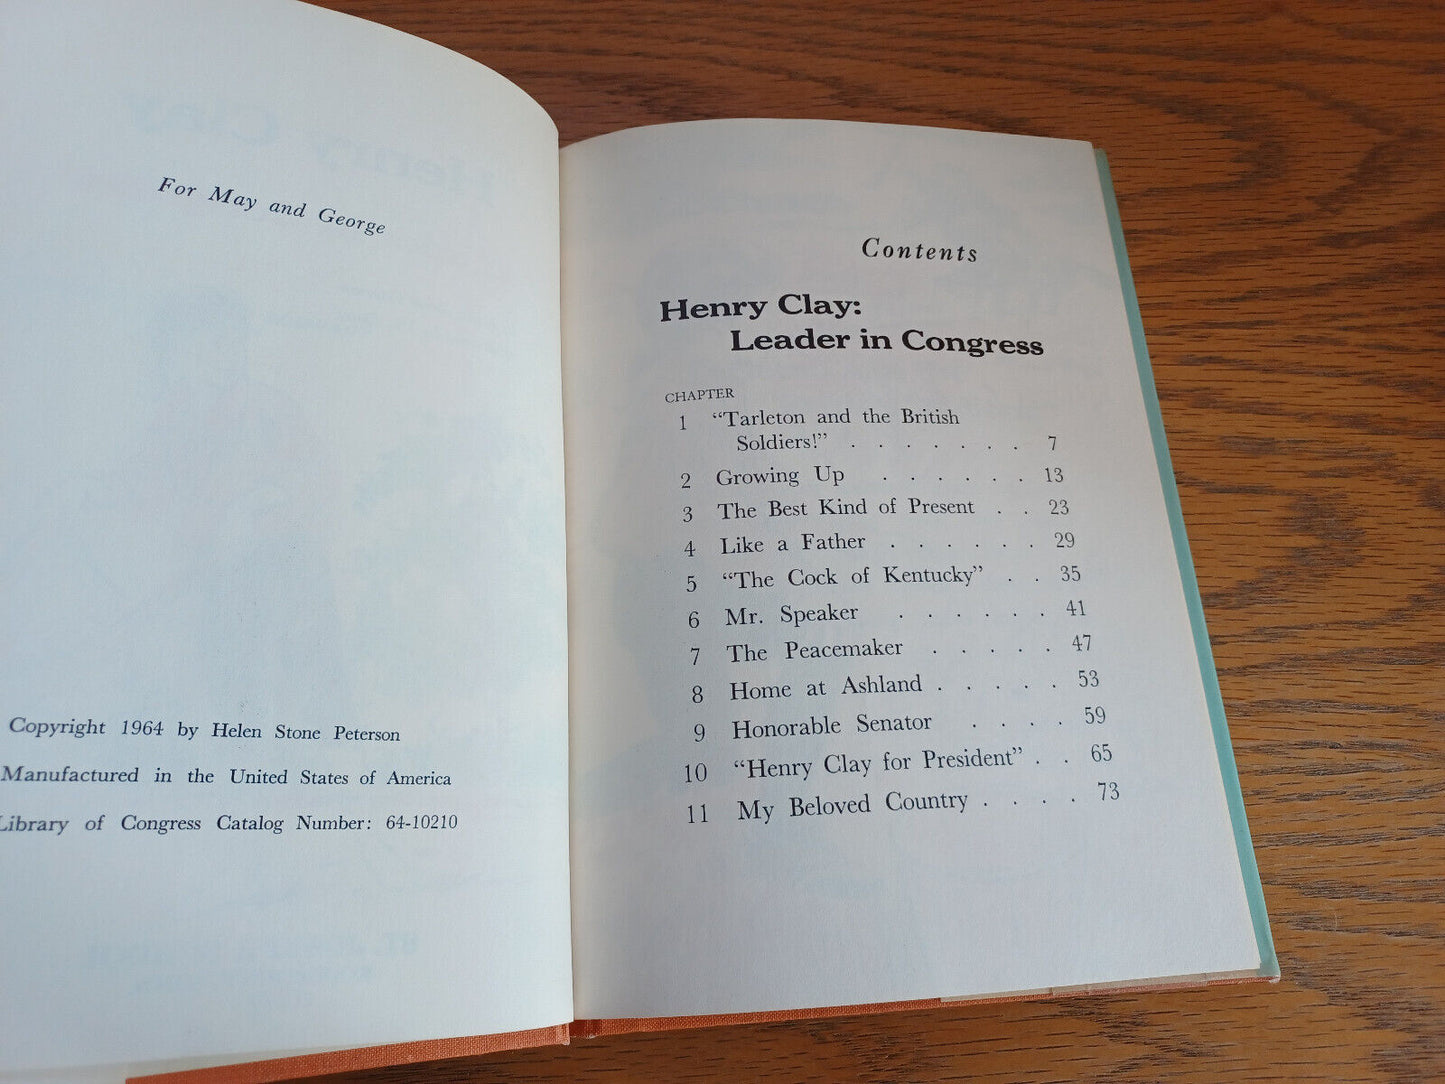 For May and George
Copyright 1964 by Helen Stone Peterson
Manufactured in the United States of America
Library of Congress Catalog Number: 64-10210
Contents
Henry Clay:
Leader in Congress
CHAPTER
1 “Tarleton and the British
Soldiers!” . . . . . . . 7
2 Growing Up . . . . . . 13
3 The Best Kind of Present . . 23
4 Like a Father . . . . . . 29
5 “The Cock of Kentucky” . . 35
6 Mr. Speaker . . . . . . 41
7 The Peacemaker . . . . . 47
8 Home at Ashland . . . . . 53
9 Honorable Senator . . . . 59
10 “Henry Clay for President” . . 65
11 My Beloved Country . . . . 73